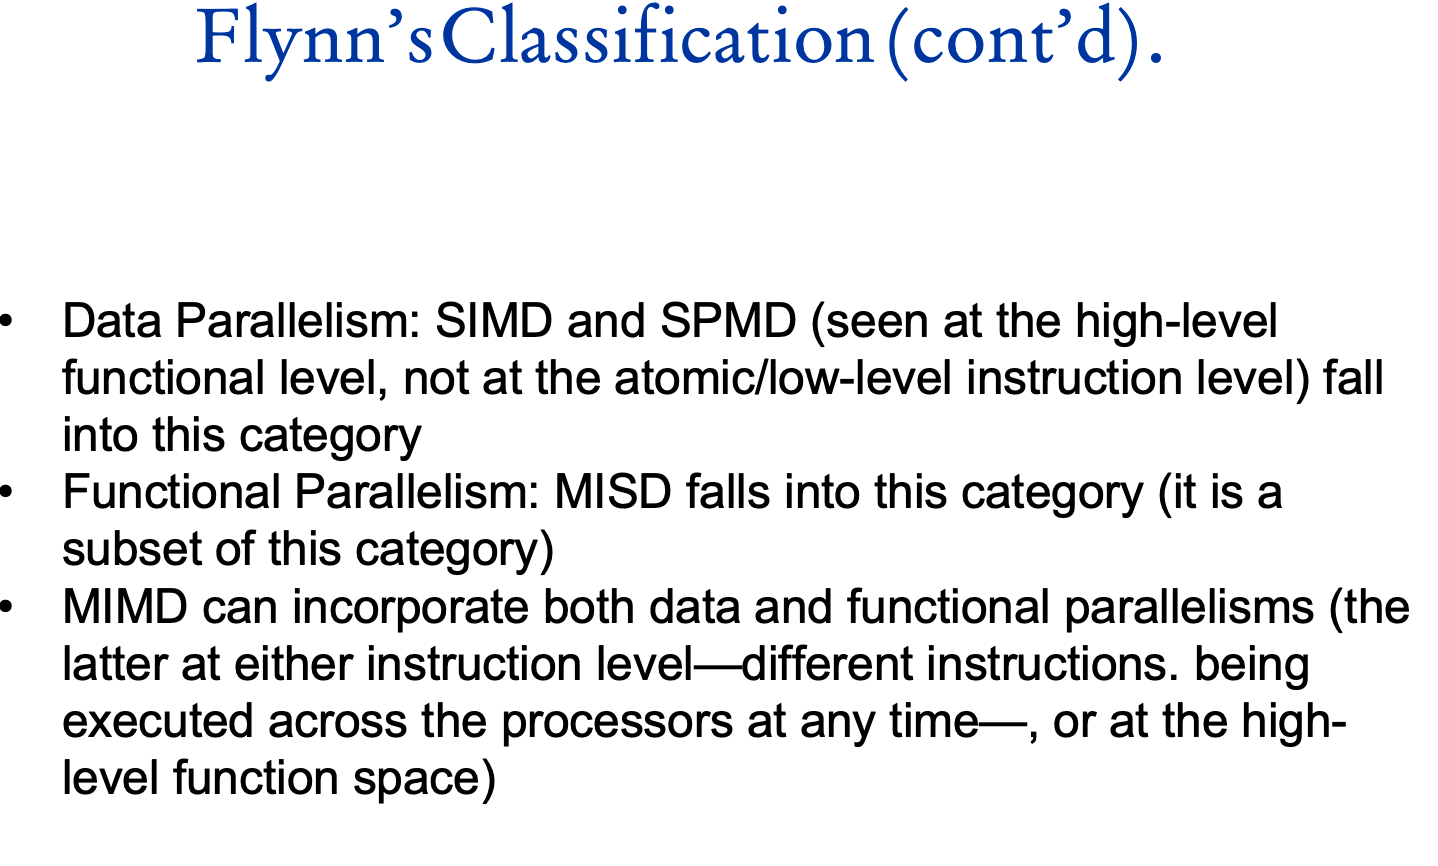 Flynn’s Classification (cont’d).
• Data Parallelism: SIMD and SPMD (seen at the high-level
functional level, not at the atomic/low-level instruction level) fall
into this category
• Functional Parallelism: MISD falls into this category (it is a
subset of this category)
• MIMD can incorporate both data and functional parallelisms (the
latter at either instruction level—different instructions. being
executed across the processors at any time—, or at the high-
level function space)